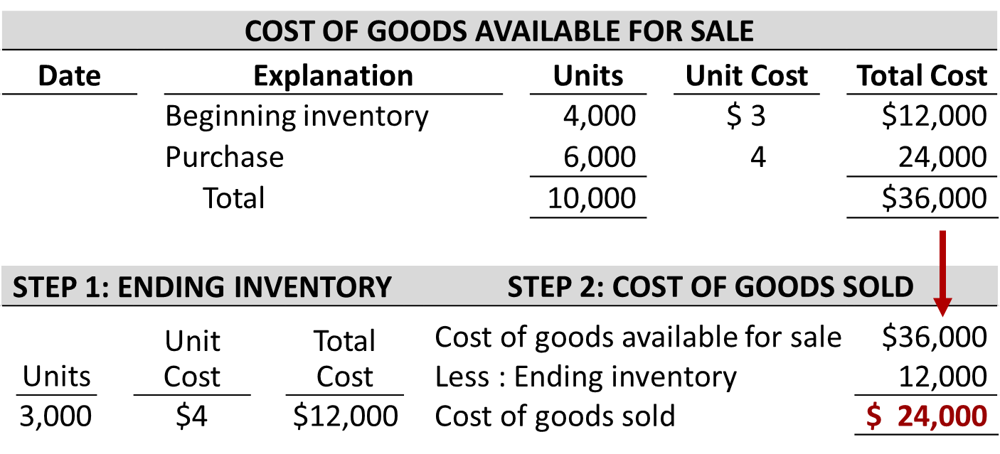 COST OF GOODS AVAILABLE FOR SALE
Date Explanation Units Unit Cost Total Cost
Beginning inventory 4,000 $ 3 $12,000
Purchase 6,000 4 24,000
Total 10,000 $36,000
STEP 1: ENDING INVENTORY STEP 2: COST OF GOODS SOLD
Unit Total Cost of goods available for sale $36,000
Units Cost Cost Less : Ending inventory 12,000
3,000 $4 $12,000 Cost of goods sold $ 24,000